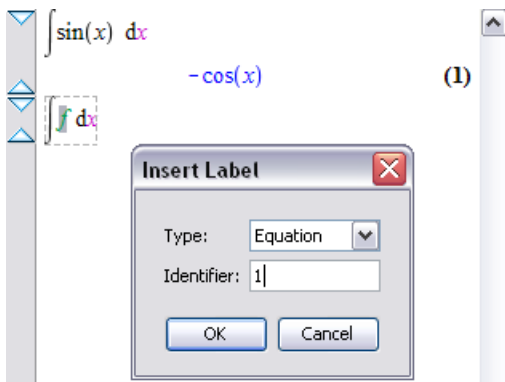 ∫sin(x) dx
-cos(x) (1)
∫f dx
Insert Label
Type: Equation
Identifier: 1
OK Cancel